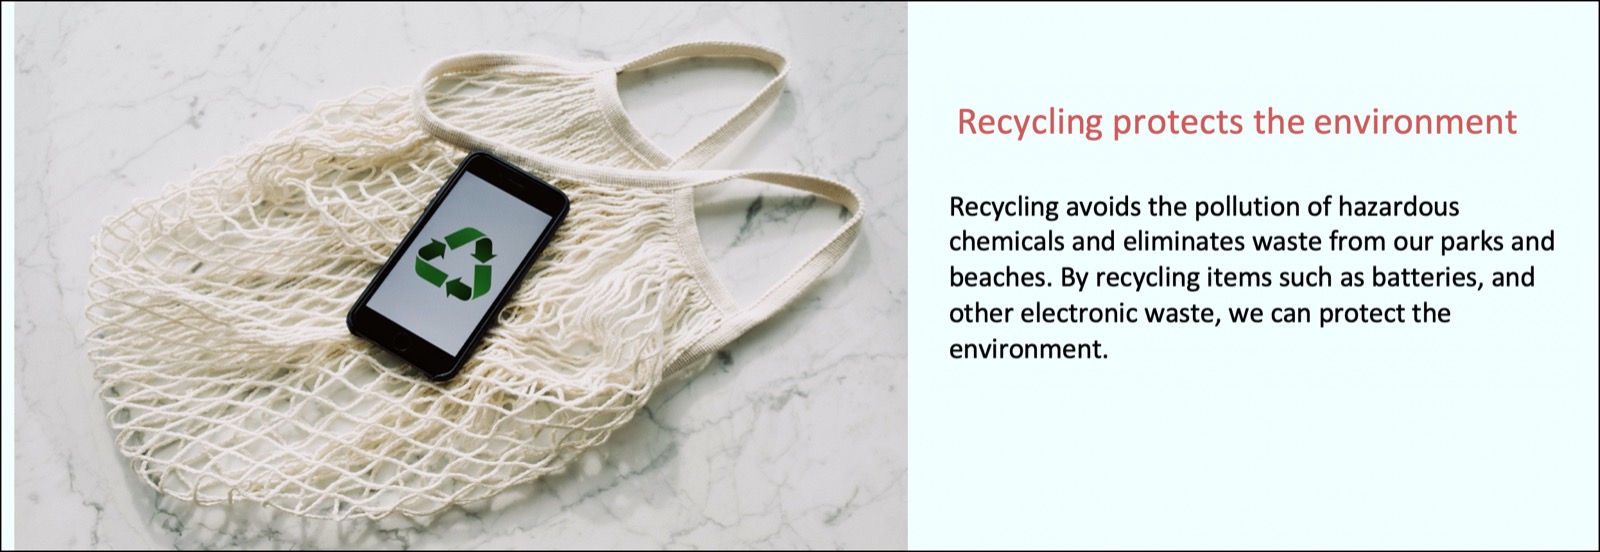 Recycling protects the environment
Recycling avoids the pollution of hazardous
chemicals and eliminates waste from our parks and
beaches. By recycling items such as batteries, and
other electronic waste, we can protect the
environment.